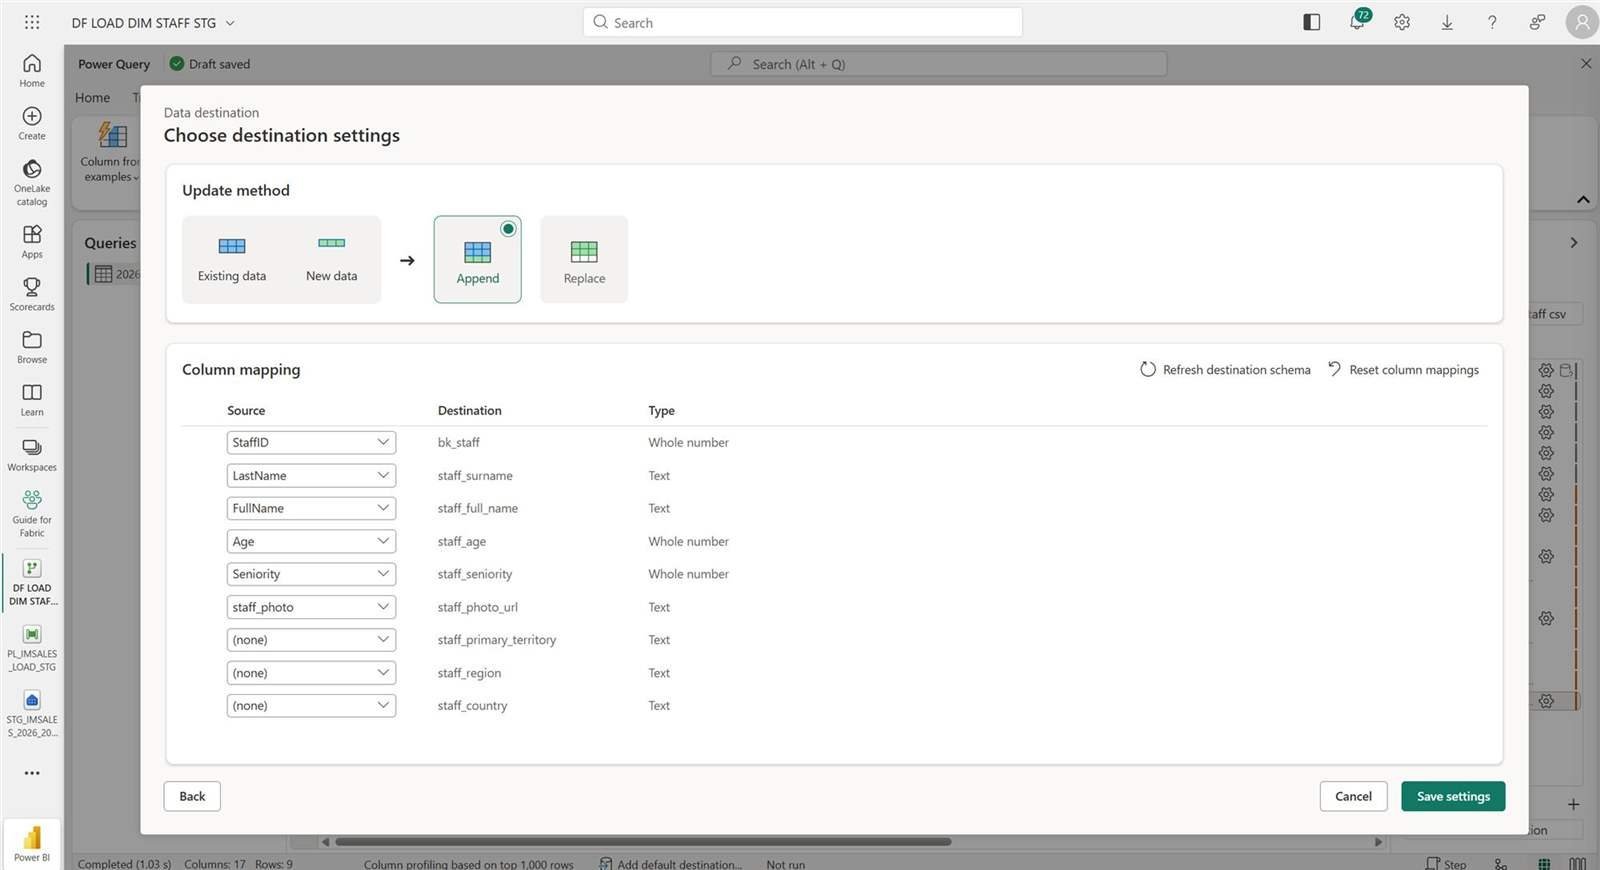 DF LOAD DIM STAFF STG
Search
72
Power Query
Draft saved
Search (Alt + Q)
Home
Home
Create
OneLake
catalog
Apps
Scorecards
Browse
Learn
Workspaces
Guide for
Fabric
DF LOAD
DIM STAF...
PL_IMSALES
_LOAD_STG
STG_IMSALE
S_2026_20...
Power BI
Column from
examples
Queries
2026
Data destination
Choose destination settings
Update method
Existing data
New data
Append
Replace
Column mapping
Refresh destination schema
Reset column mappings
Source Destination Type
StaffID bk_staff Whole number
LastName staff_surname Text
FullName staff_full_name Text
Age staff_age Whole number
Seniority staff_seniority Whole number
staff_photo staff_photo_url Text
(none) staff_primary_territory Text
(none) staff_region Text
(none) staff_country Text
Back
Cancel
Save settings
taff csv
ion
Completed (1.03 s) Columns: 17 Rows: 9
Column profiling based on top 1,000 rows
Add default destination...
Not run
Step